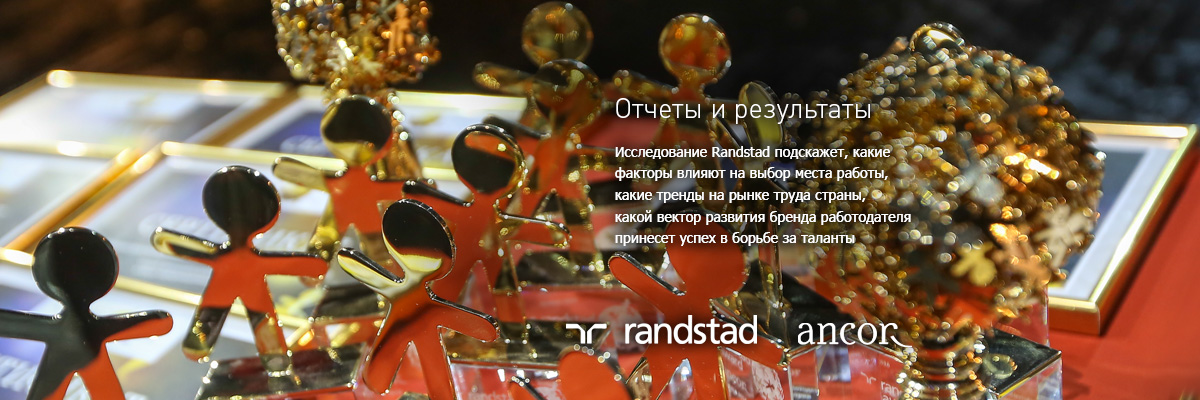 Отчеты и результаты
Исследование Randstad подскажет, какие
факторы влияют на выбор места работы,
какие тренды на рынке труда страны,
какой вектор развития бренда работодателя
принесет успех в борьбе за таланты
randstad ancor